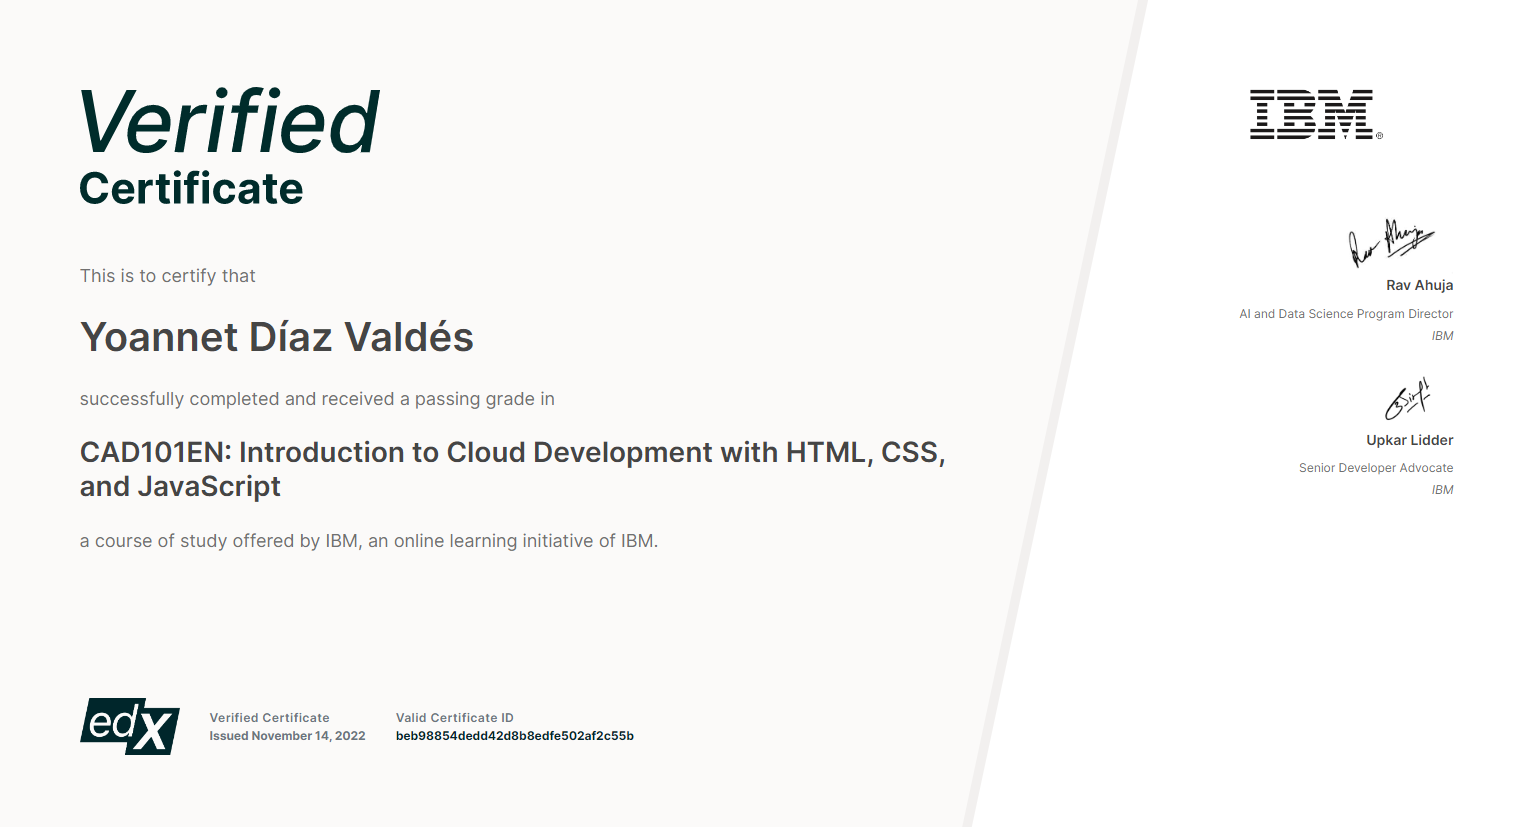 Verified
Certificate
This is to certify that
Yoannet Díaz Valdés
successfully completed and received a passing grade in
CAD101EN: Introduction to Cloud Development with HTML, CSS,
and JavaScript
a course of study offered by IBM, an online learning initiative of IBM.
edX
Verified Certificate
Issued November 14, 2022
Valid Certificate ID
beb98854dedd42d8b8edfe502af2c55b
IBM®
Rav Ahuja
Rav Ahuja
AI and Data Science Program Director
IBM
Upkar Lidder
Senior Developer Advocate
IBM